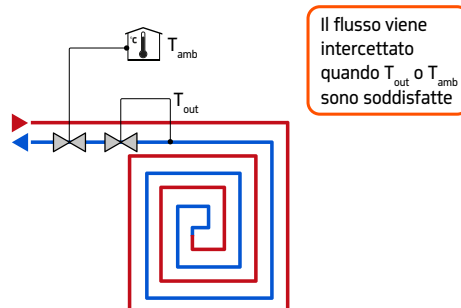 °C
T_amb
T_out
Il flusso viene
intercettato
quando T_out o T_amb
sono soddisfatte